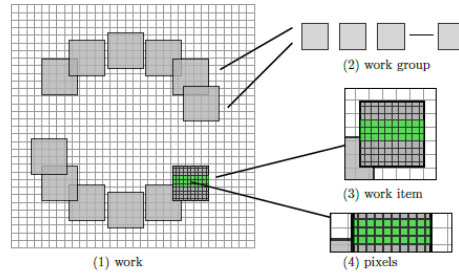 (2) work group
(3) work item
(1) work
(4) pixels